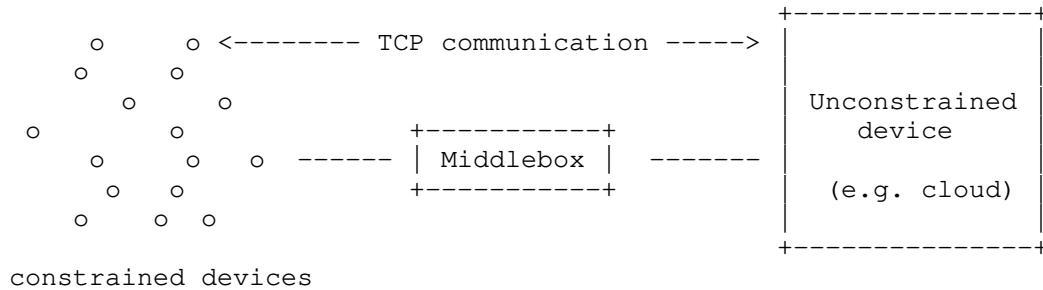 TCP communication
Unconstrained
device
Middlebox
(e.g. cloud)
constrained devices